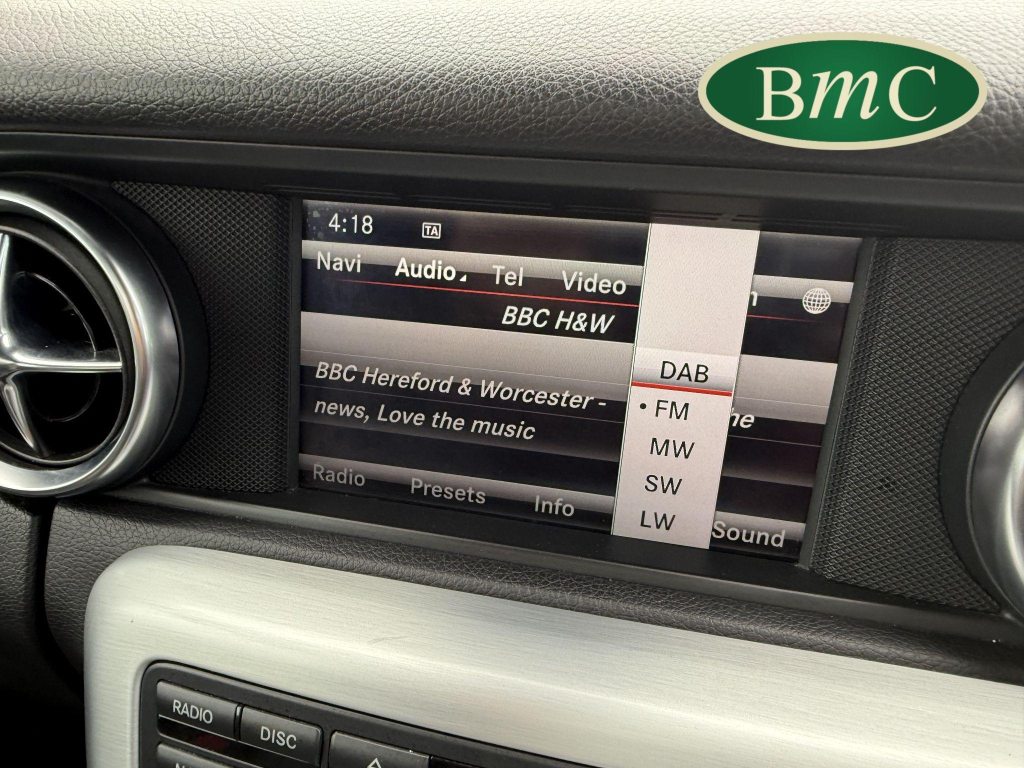 BmC
4:18 TA
Navi Audio Tel Video
BBC H&W
DAB
BBC Hereford & Worcester -
news, Love the music
FM
MW
SW
LW
Radio Presets Info Sound
RADIO DISC